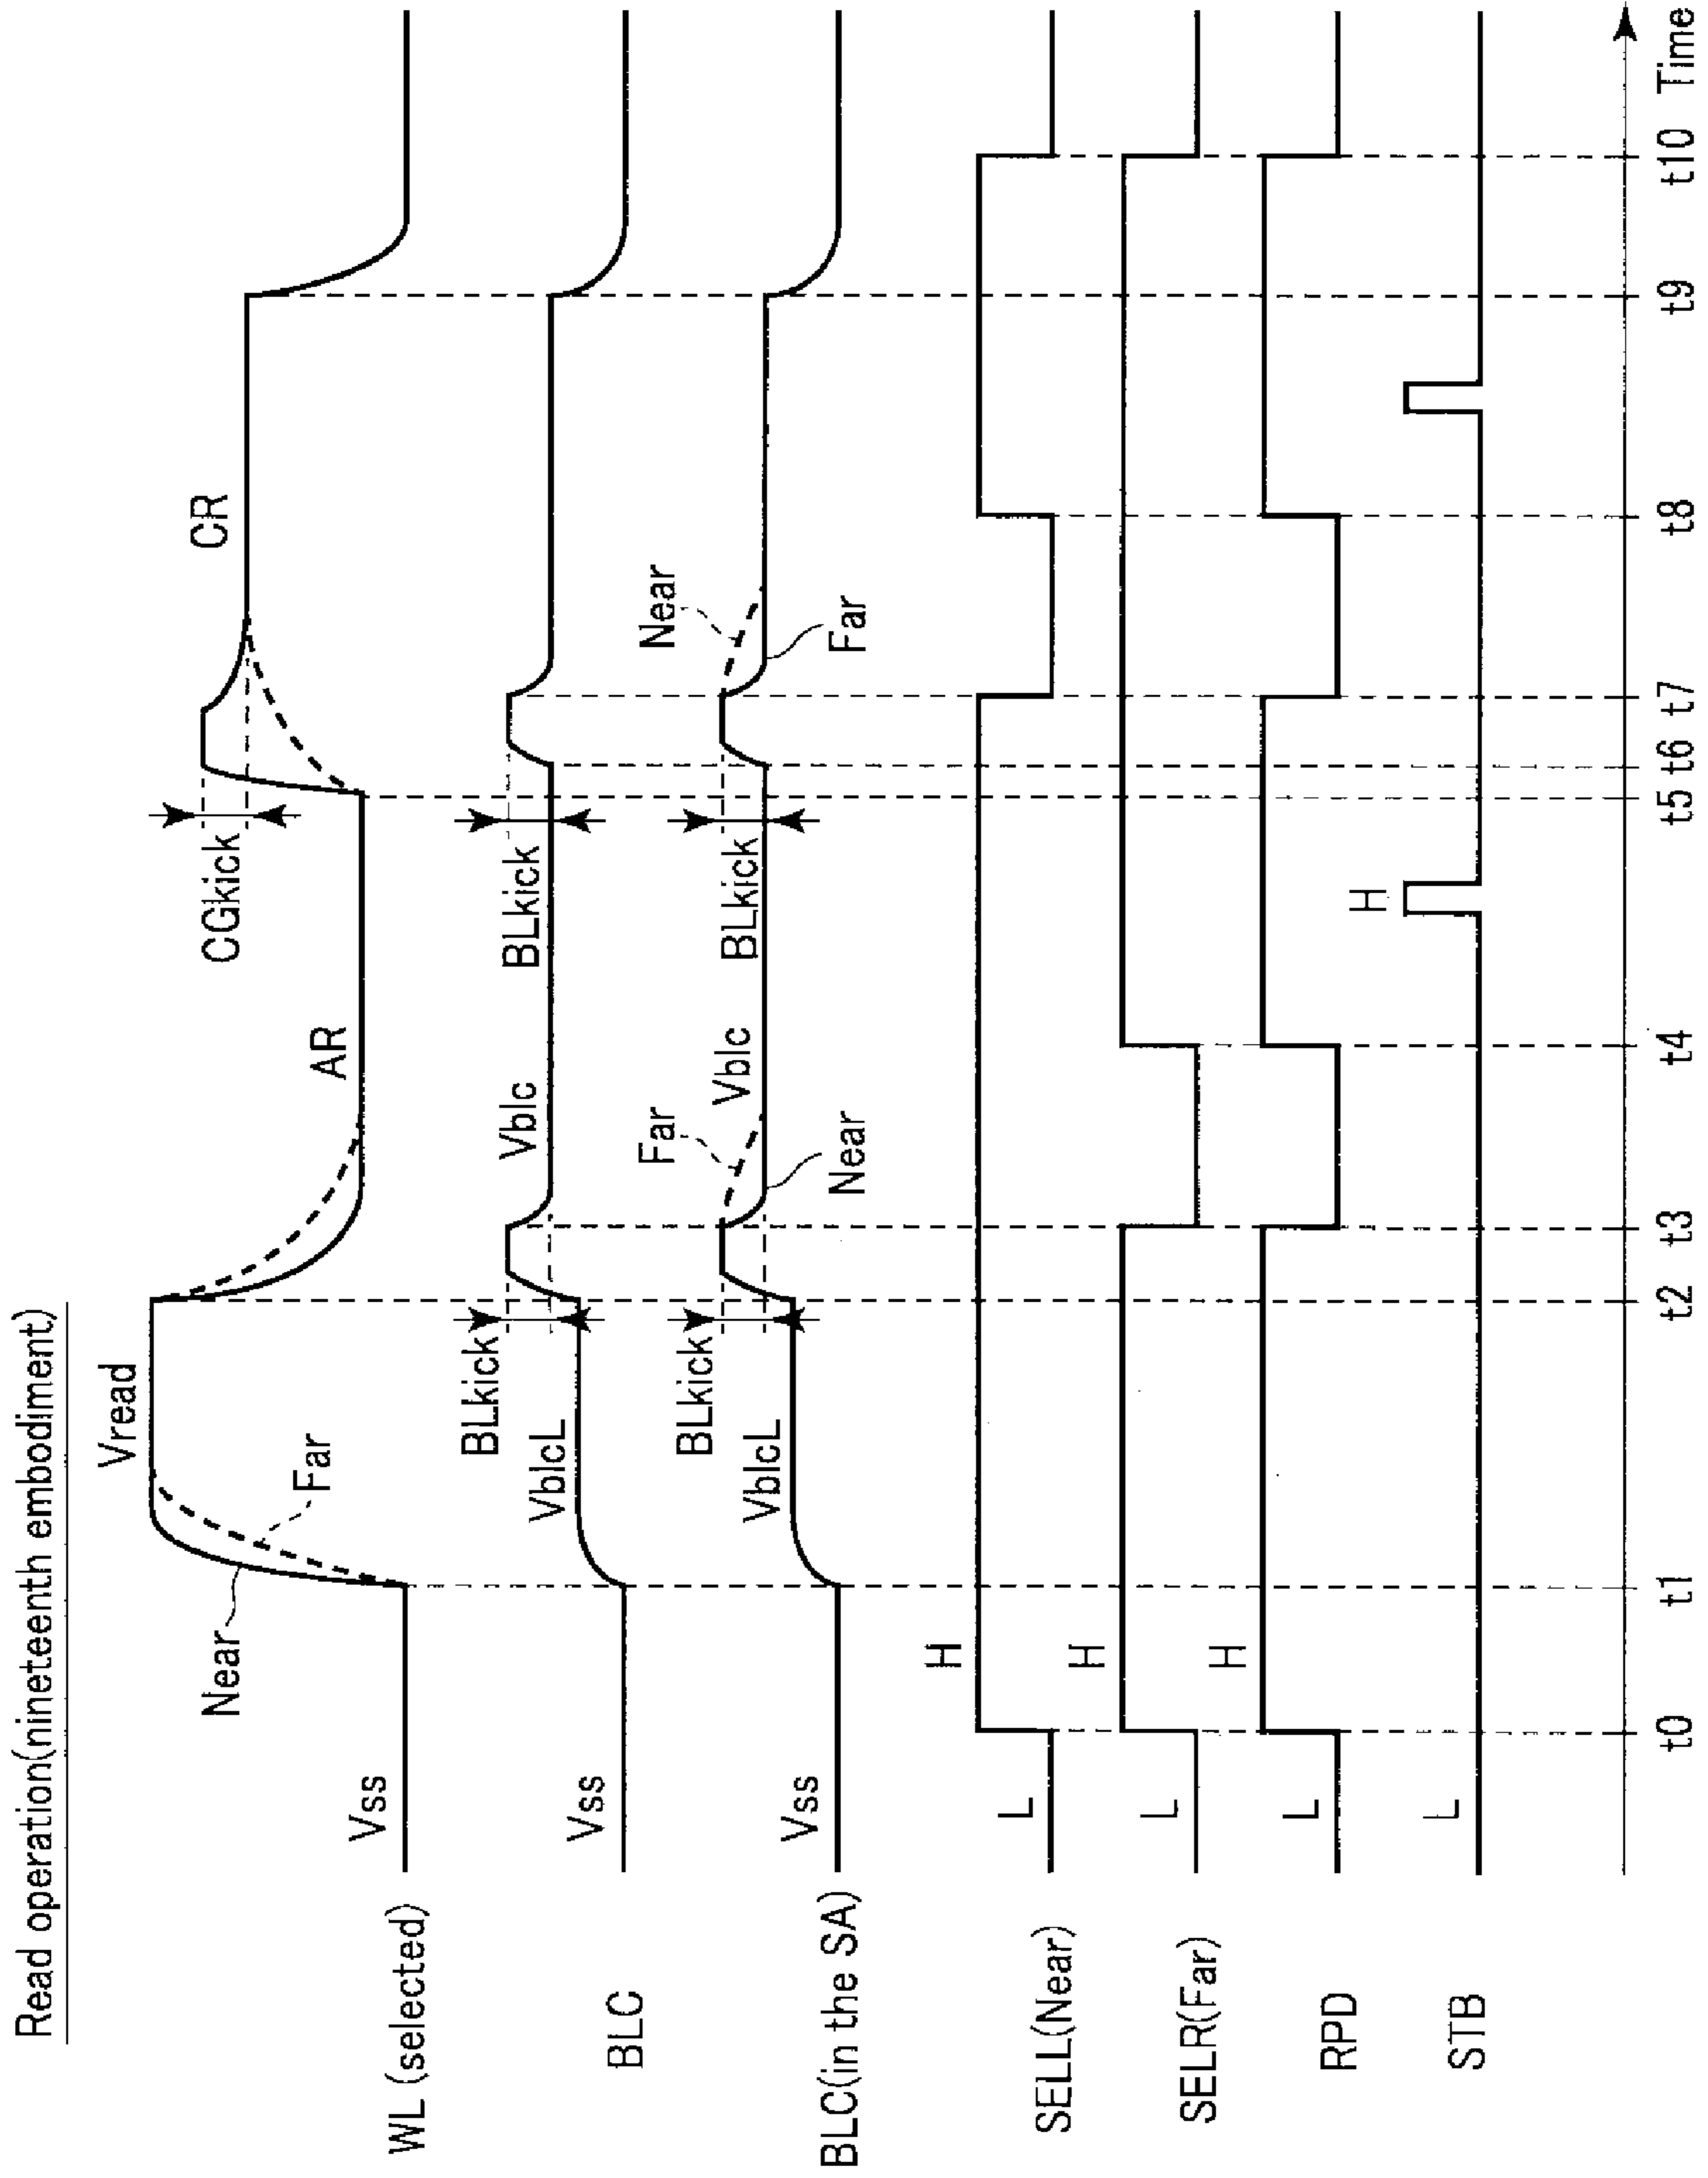 Read operation(nineteenth embodiment)
WL (selected)
Vss
Near
Far
Vread
AR
CGkick
CR
BLC
Vss
VblcL
BLkick
Vblc
BLkick
BLC(in the SA)
Vss
VblcL
BLkick
Near
Far
Vblc
BLkick
Far
Near
SELL(Near)
L
H
SELR(Far)
L
H
RPD
L
H
STB
L
H
t0 t1 t2 t3 t4 t5 t6 t7 t8 t9 t10 Time